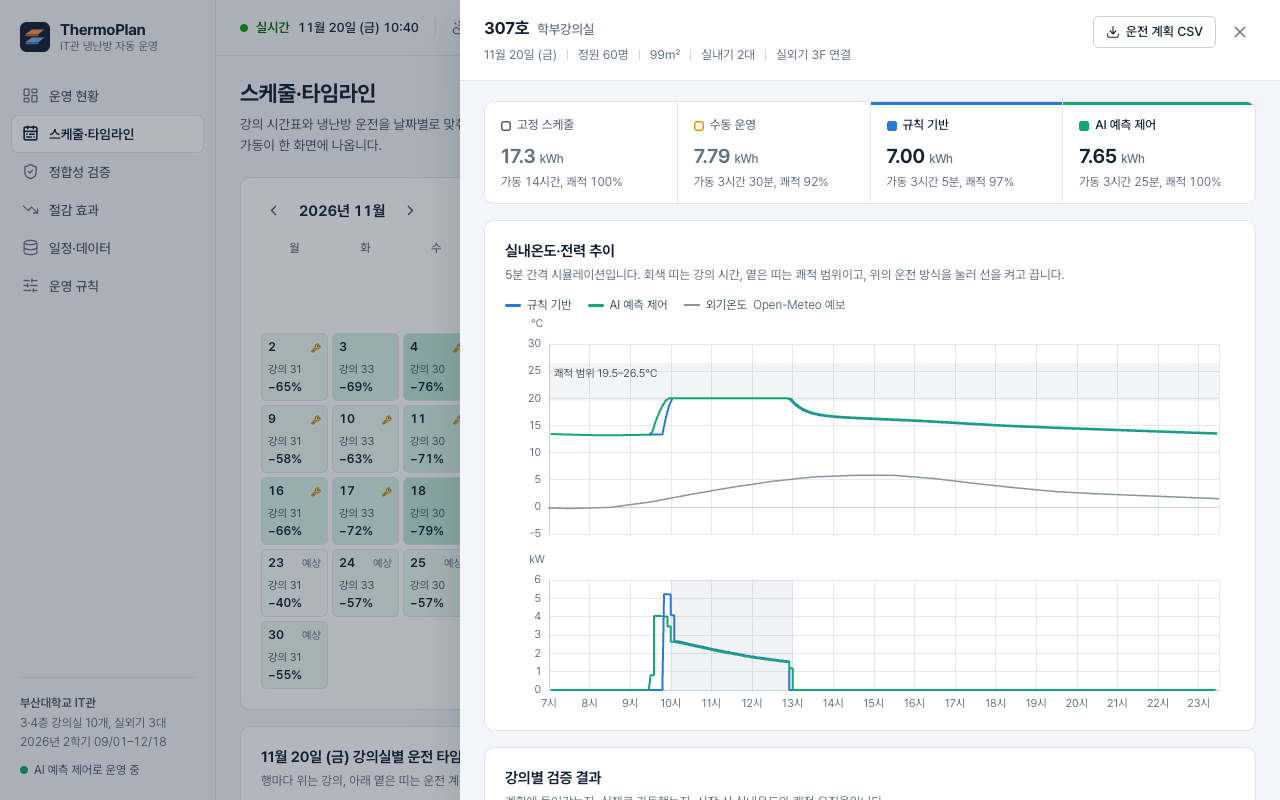 ThermoPlan
IT관 냉난방 자동 운영
운영 현황
스케줄·타임라인
정합성 검증
절감 효과
일정·데이터
운영 규칙
부산대학교 IT관
3·4층 강의실 10개, 실외기 3대
2026년 2학기 09/01–12/18
AI 예측 제어로 운영 중
실시간 11월 20일 (금) 10:40
스케줄·타임라인
강의 시간표와 냉난방 운전을 날짜별로
가동이 한 화면에 나옵니다.
2026년 11월
월 화 수
2 3 4
강의 31 강의 33 강의 30
−65% −69% −76%
9 10 11
강의 31 강의 33 강의 30
−58% −63% −71%
16 17 18
강의 31 강의 33 강의 30
−66% −72% −79%
23 예상 24 예상 25 예상
강의 31 강의 33 강의 30
−40% −57% −57%
30 예상
강의 31
−55%
11월 20일 (금) 강의실별 운전 타임
행마다 위는 강의, 아래 옅은 띠는 운전 계
307호 학부강의실
11월 20일 (금) 정원 60명 99m² 실내기 2대 실외기 3F 연결
운전 계획 CSV
고정 스케줄
17.3 kWh
가동 14시간, 쾌적 100%
수동 운영
7.79 kWh
가동 3시간 30분, 쾌적 92%
규칙 기반
7.00 kWh
가동 3시간 5분, 쾌적 97%
AI 예측 제어
7.65 kWh
가동 3시간 25분, 쾌적 100%
실내온도·전력 추이
5분 간격 시뮬레이션입니다. 회색 띠는 강의 시간, 옅은 띠는 쾌적 범위이고, 위의 운전 방식을 눌러 선을 켜고 끕니다.
규칙 기반 AI 예측 제어 외기온도 Open-Meteo 예보
°C
30
25
쾌적 범위 19.5–26.5°C
20
15
10
5
0
-5
kW
6
5
4
3
2
1
0
7시 8시 9시 10시 11시 12시 13시 14시 15시 16시 17시 18시 19시 20시 21시 22시 23시
강의별 검증 결과